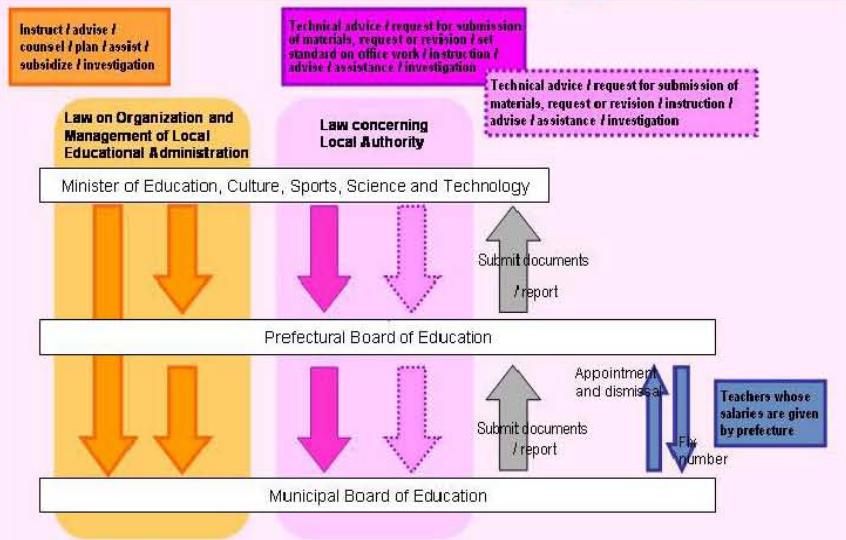 Instruct / advise /
counsel / plan / assist /
subsidize / investigation
Technical advice / request for submission
of materials, request or revision / set
standard on office work / instruction /
advise / assistance / investigation
Technical advice / request for submission of
materials, request or revision / instruction /
advise / assistance / investigation
Law on Organization and
Management of Local
Educational Administration
Law concerning
Local Authority
Minister of Education, Culture, Sports, Science and Technology
Submit documents
/ report
Prefectural Board of Education
Appointment
and dismissal
Teachers whose
salaries are given
by prefecture
Submit documents
/ report
Fix
number
Municipal Board of Education